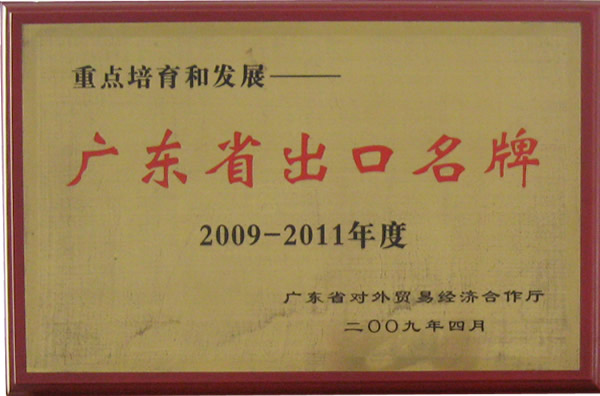 重点培育和发展——
广东省出口名牌
2009-2011年度
广东省对外贸易经济合作厅
二〇〇九年四月